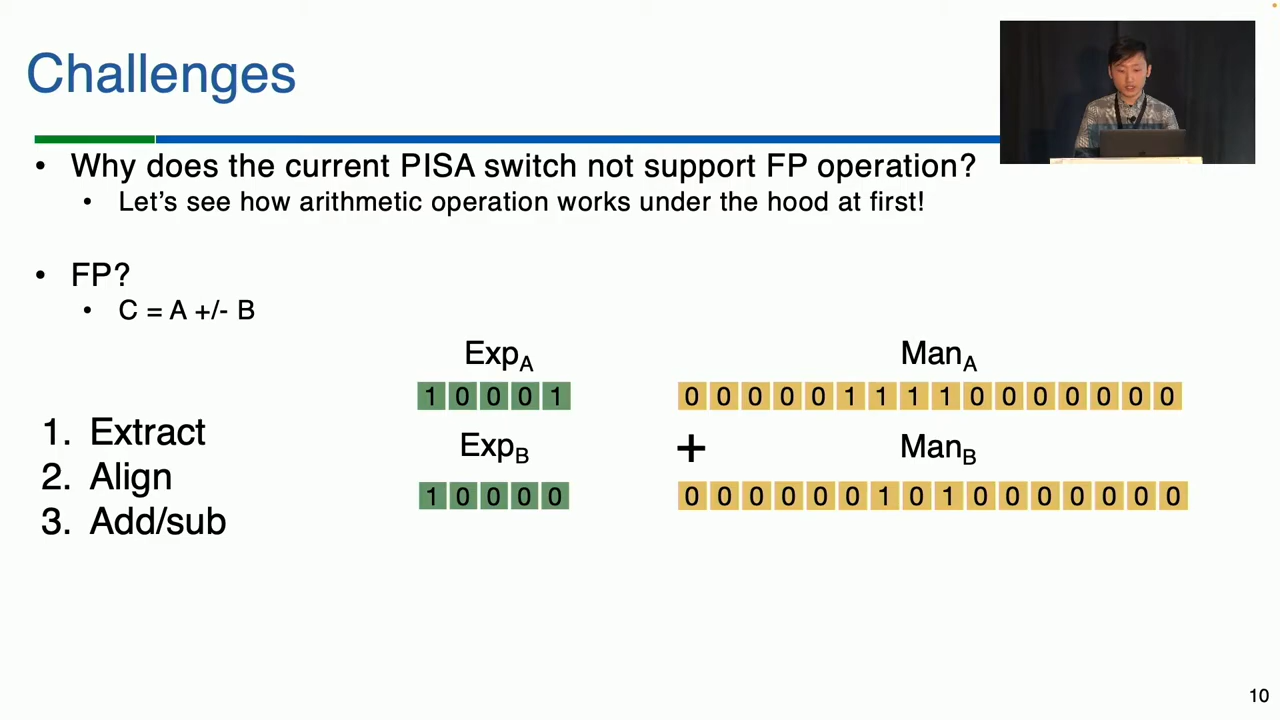 Challenges
• Why does the current PISA switch not support FP operation?
• Let's see how arithmetic operation works under the hood at first!
• FP?
• C = A +/- B
1. Extract
2. Align
3. Add/sub
ExpA
1 0 0 0 1
ExpB
1 0 0 0 0
ManA
0 0 0 0 0 1 1 1 1 0 0 0 0 0 0 0
+ ManB
0 0 0 0 0 0 1 0 1 0 0 0 0 0 0 0
10